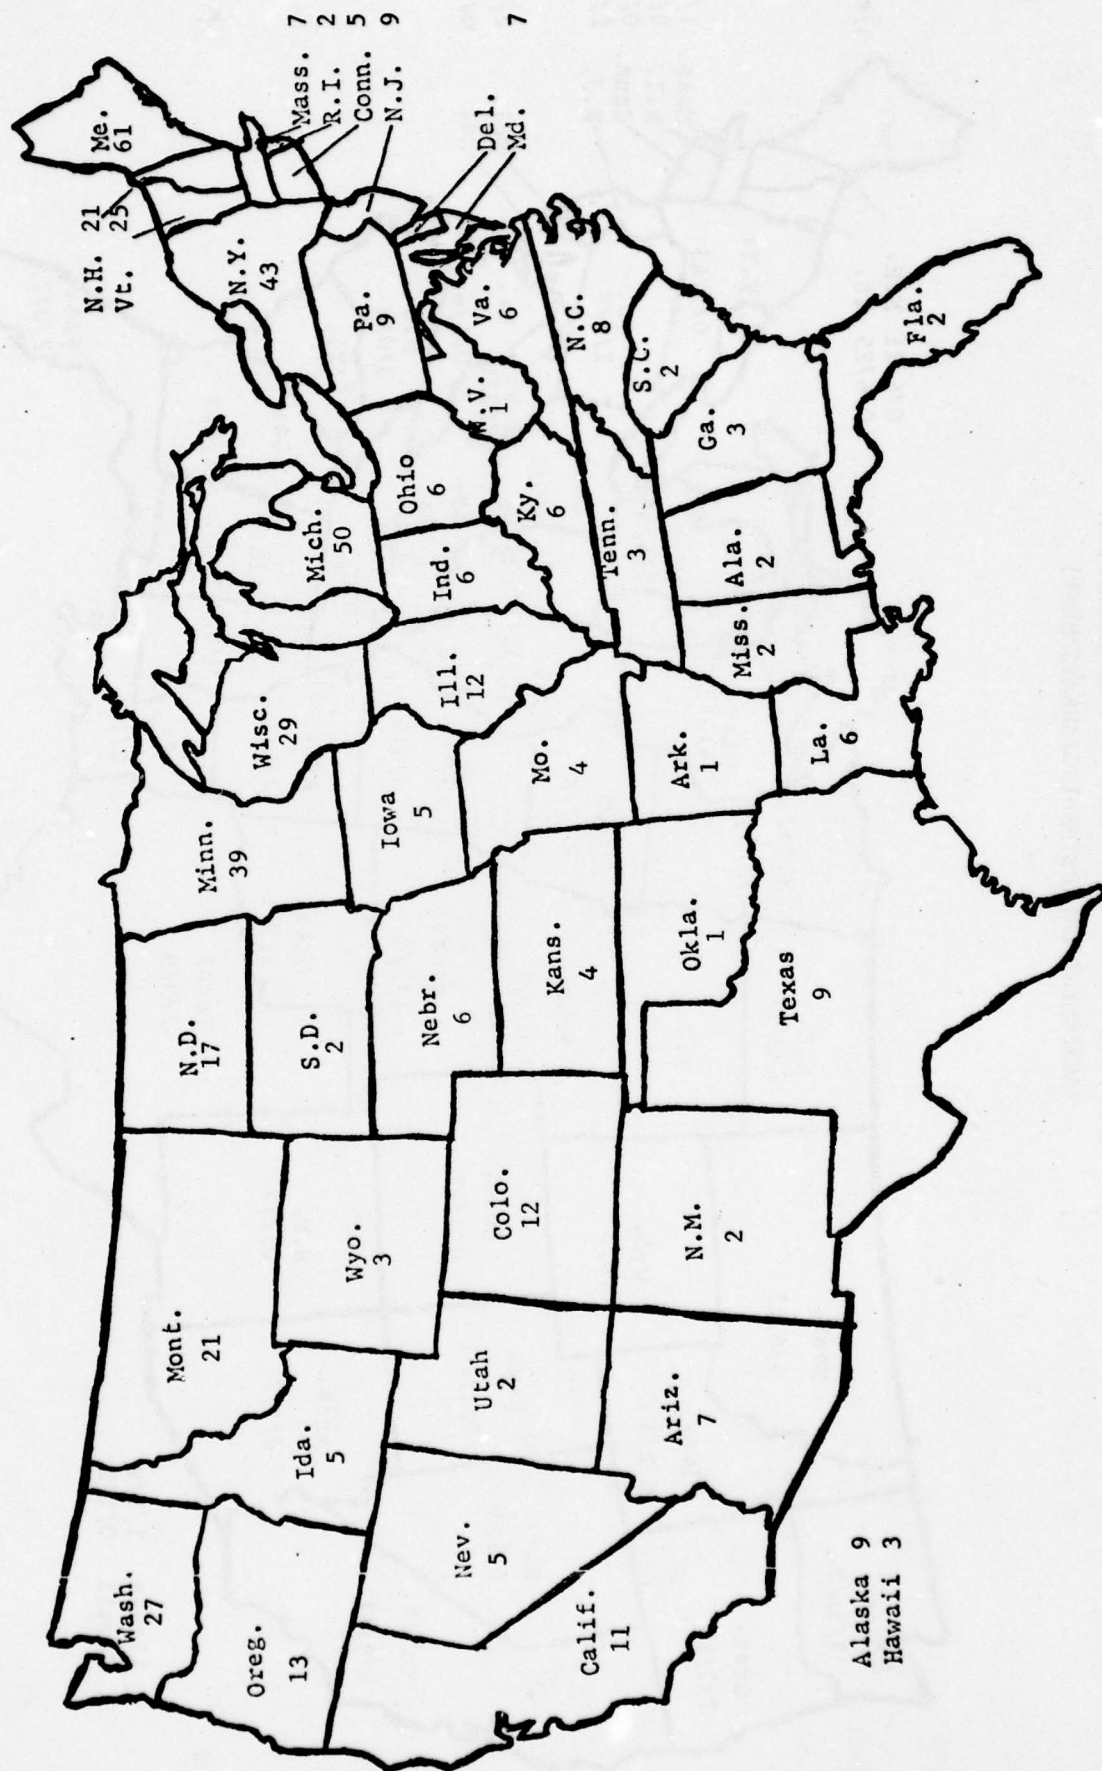 Wash.
27
Oreg.
13
Calif.
11
Nev.
5
Ida.
5
Mont.
21
Wyo.
3
Utah
2
Ariz.
7
Colo.
12
N.M.
2
N.D.
17
S.D.
2
Nebr.
6
Kans.
4
Okla.
1
Texas
9
Minn.
39
Iowa
5
Mo.
4
Ark.
1
La.
6
Wisc.
29
Ill.
12
Mich.
50
Ind.
6
Ohio
6
Ky.
6
Tenn.
3
Miss.
2
Ala.
2
Ga.
3
Fla.
2
S.C.
2
N.C.
8
Va.
6
W.V.
1
Pa.
9
N.Y.
43
N.H. 21
Vt. 25
Me.
61
Mass. 7
R.I. 2
Conn. 5
N.J. 9
Del.
Md. 7
Alaska 9
Hawaii 3